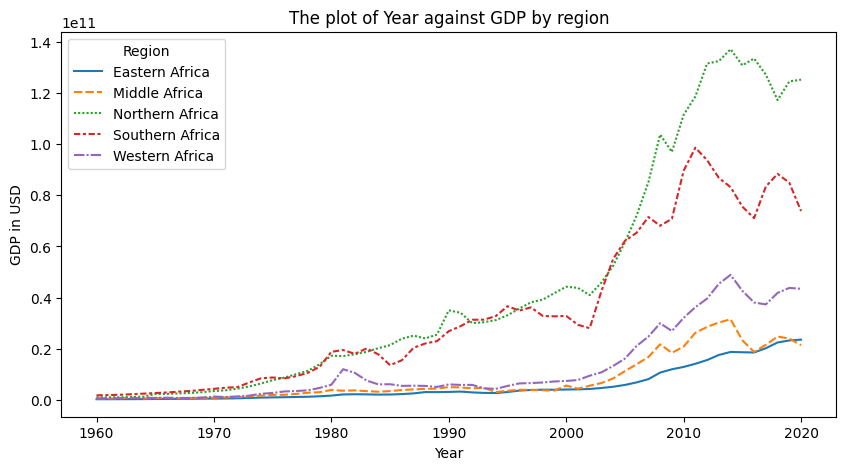 The plot of Year against GDP by region
1e11
Region
Eastern Africa
Middle Africa
Northern Africa
Southern Africa
Western Africa
1.4
1.2
1.0
0.8
0.6
0.4
0.2
0.0
GDP in USD
1960 1970 1980 1990 2000 2010 2020
Year